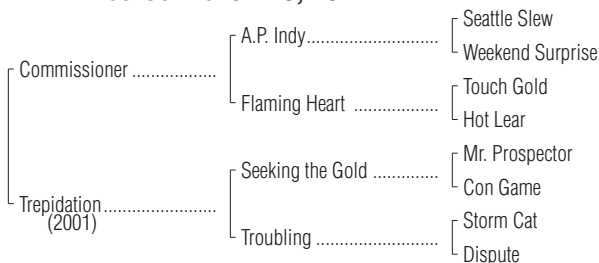 Seattle Slew
A.P. Indy
Weekend Surprise
Commissioner
Touch Gold
Flaming Heart
Hot Lear
Mr. Prospector
Seeking the Gold
Con Game
Trepidation
(2001)
Storm Cat
Troubling
Dispute